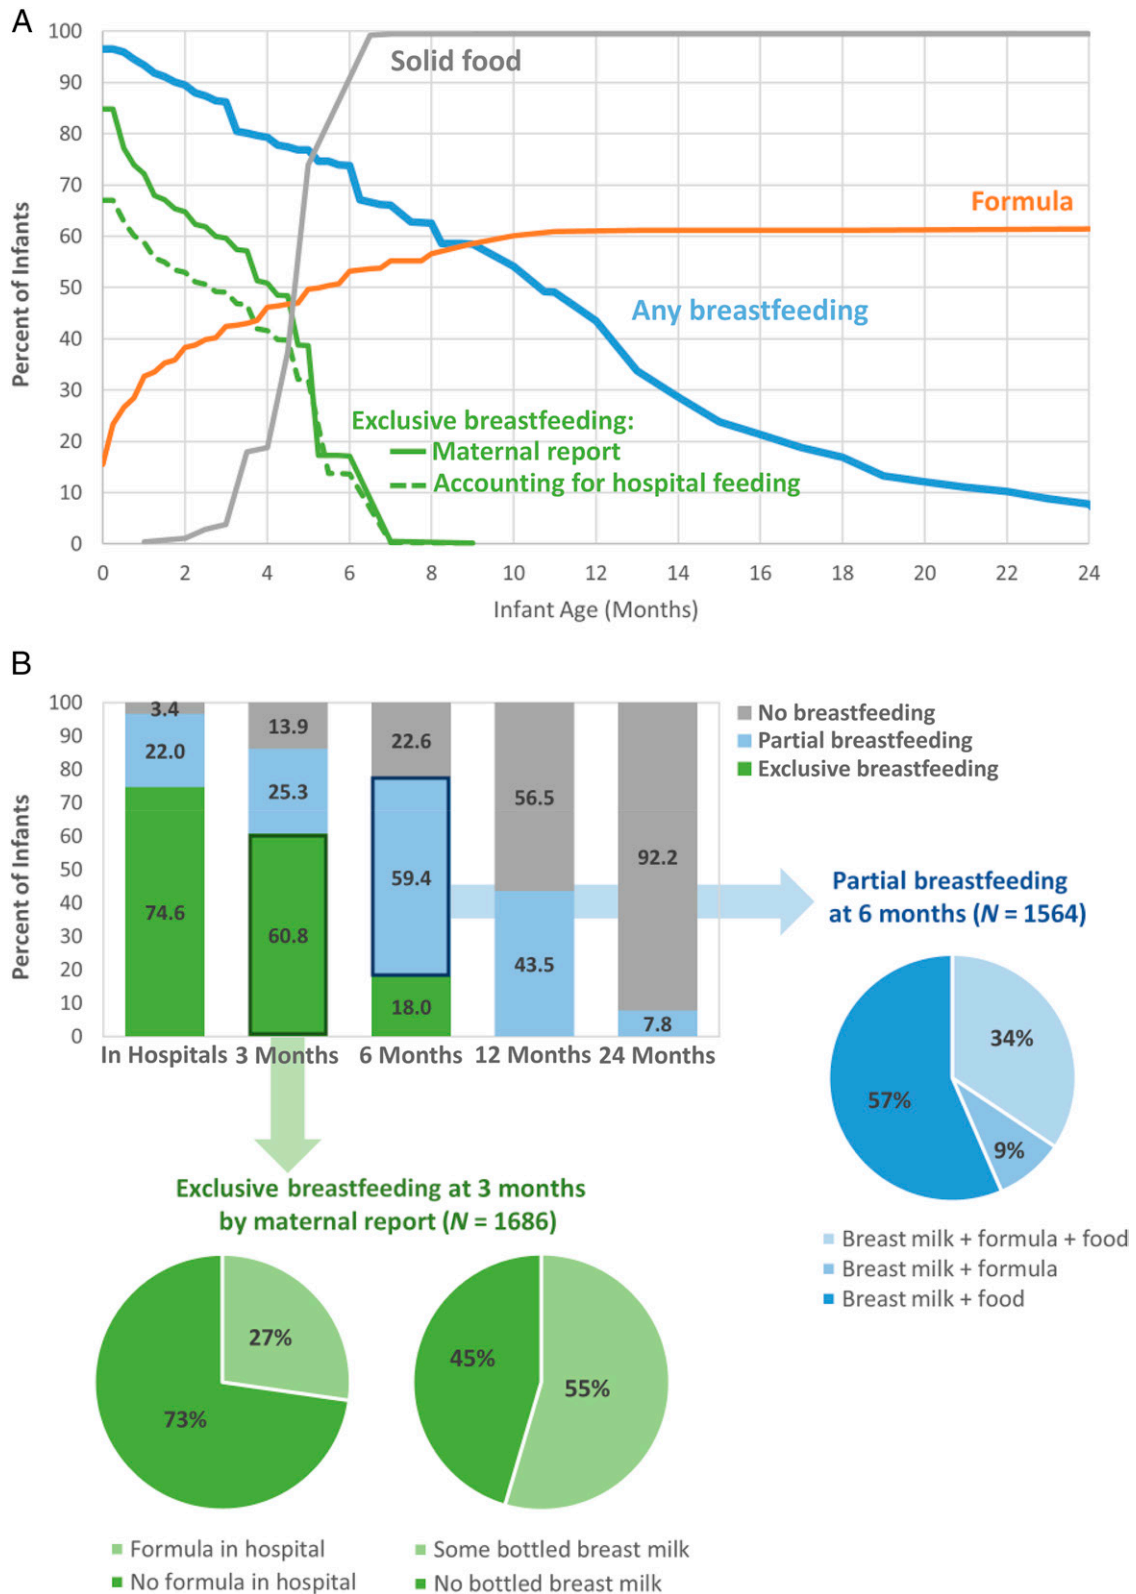 A
100
90
80
70
60
50
40
30
20
10
0
Percent of Infants
Solid food
Formula
Any breastfeeding
Exclusive breastfeeding:
Maternal report
Accounting for hospital feeding
0 2 4 6 8 10 12 14 16 18 20 22 24
Infant Age (Months)
B
100
90
80
70
60
50
40
30
20
10
0
Percent of Infants
3.4
22.0
74.6
13.9
25.3
60.8
22.6
59.4
18.0
56.5
43.5
92.2
7.8
In Hospitals 3 Months 6 Months 12 Months 24 Months
No breastfeeding
Partial breastfeeding
Exclusive breastfeeding
Partial breastfeeding
at 6 months (N = 1564)
34%
9%
57%
Breast milk + formula + food
Breast milk + formula
Breast milk + food
Exclusive breastfeeding at 3 months
by maternal report (N = 1686)
27%
73%
45%
55%
Formula in hospital
No formula in hospital
Some bottled breast milk
No bottled breast milk